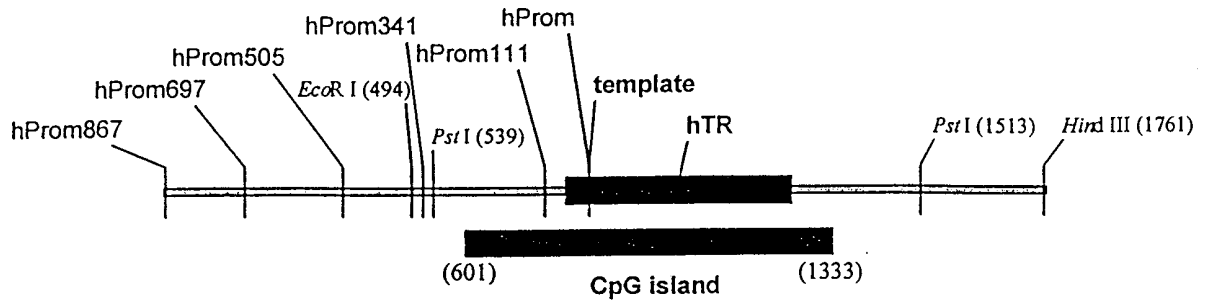 hProm
hProm341
hProm111
hProm505
EcoR I (494)
template
hProm697
Pst I (539)
hTR
Pst I (1513)
Hind III (1761)
hProm867
(601)
(1333)
CpG island